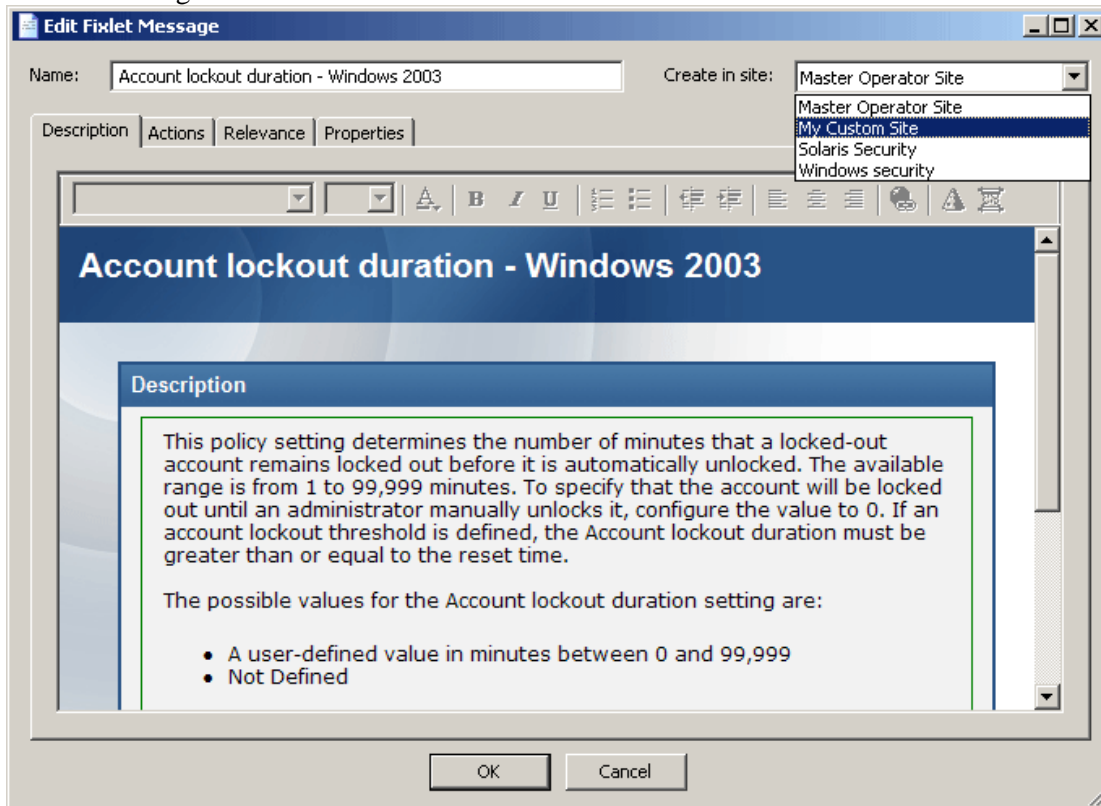 Edit Fixlet Message
Name: Account lockout duration - Windows 2003 Create in site: Master Operator Site
Master Operator Site
My Custom Site
Solaris Security
Windows security
Description Actions Relevance Properties
A B I U
Account lockout duration - Windows 2003
Description
This policy setting determines the number of minutes that a locked-out
account remains locked out before it is automatically unlocked. The available
range is from 1 to 99,999 minutes. To specify that the account will be locked
out until an administrator manually unlocks it, configure the value to 0. If an
account lockout threshold is defined, the Account lockout duration must be
greater than or equal to the reset time.
The possible values for the Account lockout duration setting are:
• A user-defined value in minutes between 0 and 99,999
• Not Defined
OK Cancel